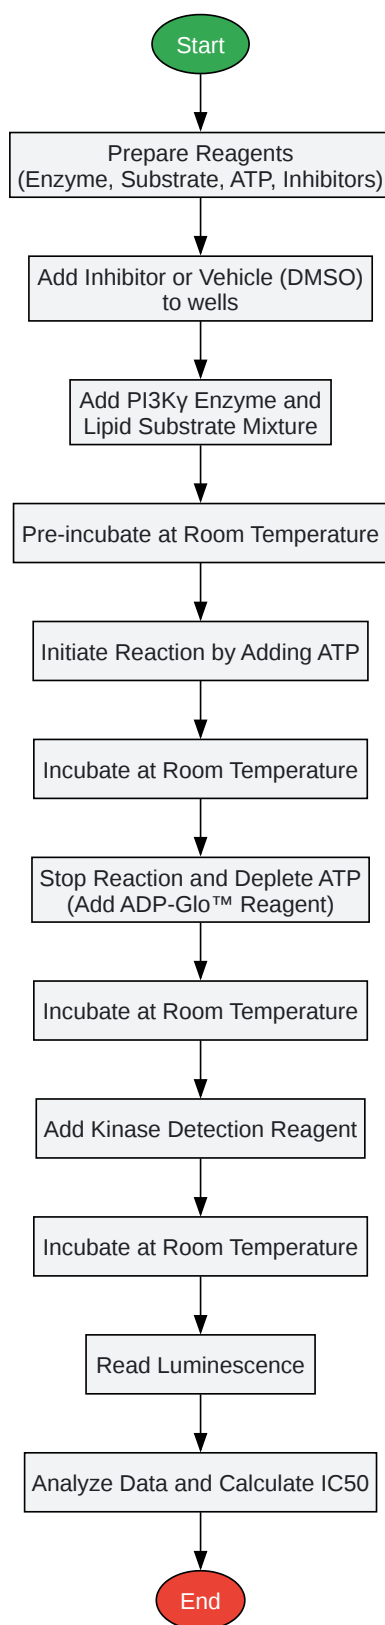 Start
Prepare Reagents
(Enzyme, Substrate, ATP, Inhibitors)
Add Inhibitor or Vehicle (DMSO)
to wells
Add PI3Kγ Enzyme and
Lipid Substrate Mixture
Pre-incubate at Room Temperature
Initiate Reaction by Adding ATP
Incubate at Room Temperature
Stop Reaction and Deplete ATP
(Add ADP-Glo™ Reagent)
Incubate at Room Temperature
Add Kinase Detection Reagent
Incubate at Room Temperature
Read Luminescence
Analyze Data and Calculate IC50
End